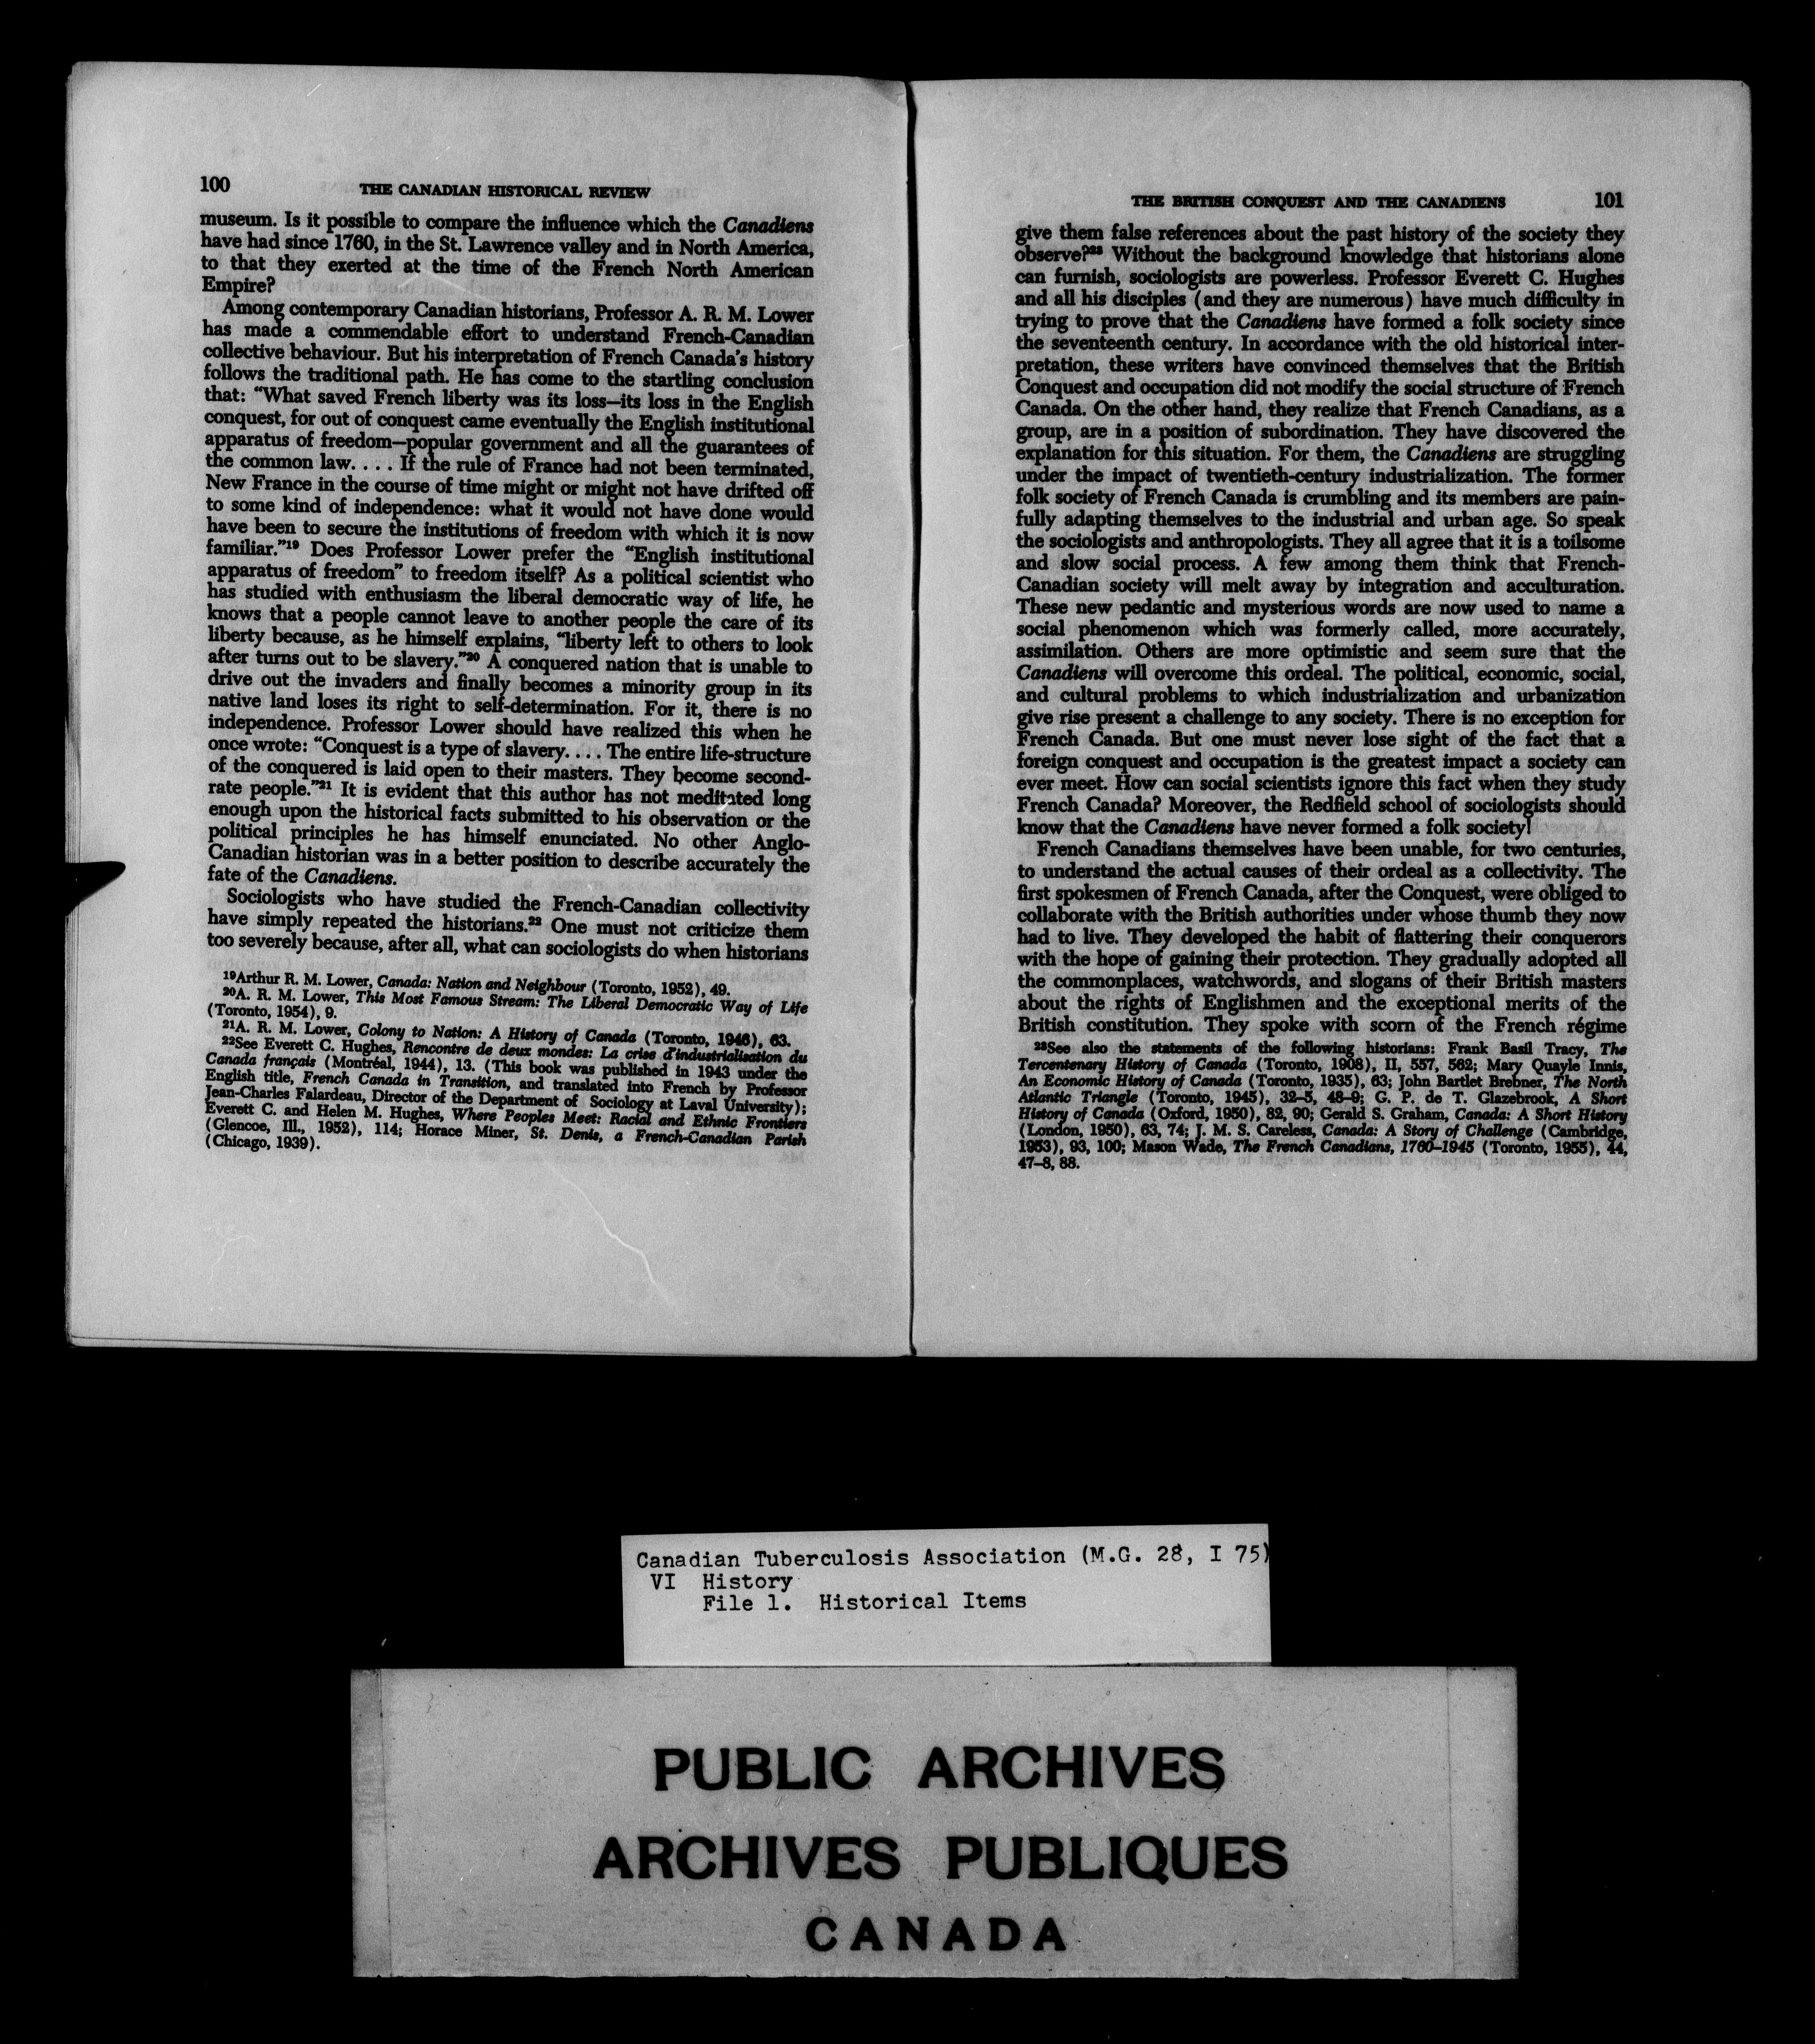 100
THE CANADIAN HISTORICAL REVIEW
museum. Is it possible to compare the influence which the Canadiens
have had since 1760, in the St. Lawrence valley and in North America,
to that they exerted at the time of the French North American
Empire?
Among contemporary Canadian historians, Professor A. R. M. Lower
has made a commendable effort to understand French-Canadian
collective behaviour. But his interpretation of French Canada's history
follows the traditional path. He has come to the startling conclusion
that: “What saved French liberty was its loss—its loss in the English
conquest, for out of conquest came eventually the English institutional
apparatus of freedom—popular government and all the guarantees of
the common law. . . . If the rule of France had not been terminated,
New France in the course of time might or might not have drifted off
to some kind of independence: what it would not have done would
have been to secure the institutions of freedom with which it is now
familiar.”¹⁹ Does Professor Lower prefer the “English institutional
apparatus of freedom” to freedom itself? As a political scientist who
has studied with enthusiasm the liberal democratic way of life, he
knows that a people cannot leave to another people the care of its
liberty because, as he himself explains, “liberty left to others to look
after turns out to be slavery.”²⁰ A conquered nation that is unable to
drive out the invaders and finally becomes a minority group in its
native land loses its right to self-determination. For it, there is no
independence. Professor Lower should have realized this when he
once wrote: “Conquest is a type of slavery. . . . The entire life-structure
of the conquered is laid open to their masters. They become second-
rate people.”²¹ It is evident that this author has not meditated long
enough upon the historical facts submitted to his observation or the
political principles he has himself enunciated. No other Anglo-
Canadian historian was in a better position to describe accurately the
fate of the Canadiens.
Sociologists who have studied the French-Canadian collectivity
have simply repeated the historians.²² One must not criticize them
too severely because, after all, what can sociologists do when historians
¹⁹Arthur R. M. Lower, Canada: Nation and Neighbour (Toronto, 1952), 49.
²⁰A. R. M. Lower, This Most Famous Stream: The Liberal Democratic Way of Life
(Toronto, 1954), 9.
²¹A. R. M. Lower, Colony to Nation: A History of Canada (Toronto, 1946), 63.
²²See Everett C. Hughes, Rencontre de deux mondes: La crise d'industrialisation du
Canada français (Montréal, 1944), 13. (This book was published in 1943 under the
English title, French Canada in Transition, and translated into French by Professor
Jean-Charles Falardeau, Director of the Department of Sociology at Laval University);
Everett C. and Helen M. Hughes, Where Peoples Meet: Racial and Ethnic Frontiers
(Glencoe, Ill., 1952), 114; Horace Miner, St. Denis, a French-Canadian Parish
(Chicago, 1939).
THE BRITISH CONQUEST AND THE CANADIENS
101
give them false references about the past history of the society they
observe?²³ Without the background knowledge that historians alone
can furnish, sociologists are powerless. Professor Everett C. Hughes
and all his disciples (and they are numerous) have much difficulty in
trying to prove that the Canadiens have formed a folk society since
the seventeenth century. In accordance with the old historical inter-
pretation, these writers have convinced themselves that the British
Conquest and occupation did not modify the social structure of French
Canada. On the other hand, they realize that French Canadians, as a
group, are in a position of subordination. They have discovered the
explanation for this situation. For them, the Canadiens are struggling
under the impact of twentieth-century industrialization. The former
folk society of French Canada is crumbling and its members are pain-
fully adapting themselves to the industrial and urban age. So speak
the sociologists and anthropologists. They all agree that it is a toilsome
and slow social process. A few among them think that French-
Canadian society will melt away by integration and acculturation.
These new pedantic and mysterious words are now used to name a
social phenomenon which was formerly called, more accurately,
assimilation. Others are more optimistic and seem sure that the
Canadiens will overcome this ordeal. The political, economic, social,
and cultural problems to which industrialization and urbanization
give rise present a challenge to any society. There is no exception for
French Canada. But one must never lose sight of the fact that a
foreign conquest and occupation is the greatest impact a society can
ever meet. How can social scientists ignore this fact when they study
French Canada? Moreover, the Redfield school of sociologists should
know that the Canadiens have never formed a folk society!
French Canadians themselves have been unable, for two centuries,
to understand the actual causes of their ordeal as a collectivity. The
first spokesmen of French Canada, after the Conquest, were obliged to
collaborate with the British authorities under whose thumb they now
had to live. They developed the habit of flattering their conquerors
with the hope of gaining their protection. They gradually adopted all
the commonplaces, watchwords, and slogans of their British masters
about the rights of Englishmen and the exceptional merits of the
British constitution. They spoke with scorn of the French régime
²³See also the statements of the following historians: Frank Basil Tracy, The
Tercentenary History of Canada (Toronto, 1908), II, 557, 562; Mary Quayle Innis,
An Economic History of Canada (Toronto, 1935), 63; John Bartlet Brebner, The North
Atlantic Triangle (Toronto, 1945), 32–5, 48–9; G. P. de T. Glazebrook, A Short
History of Canada (Oxford, 1950), 82, 90; Gerald S. Graham, Canada: A Short History
(London, 1950), 63, 74; J. M. S. Careless, Canada: A Story of Challenge (Cambridge,
1953), 93, 100; Mason Wade, The French Canadians, 1760–1945 (Toronto, 1955), 44,
47–8, 88.
Canadian Tuberculosis Association (M.G. 28, I 75)
VI History
File 1. Historical Items
PUBLIC ARCHIVES
ARCHIVES PUBLIQUES
CANADA